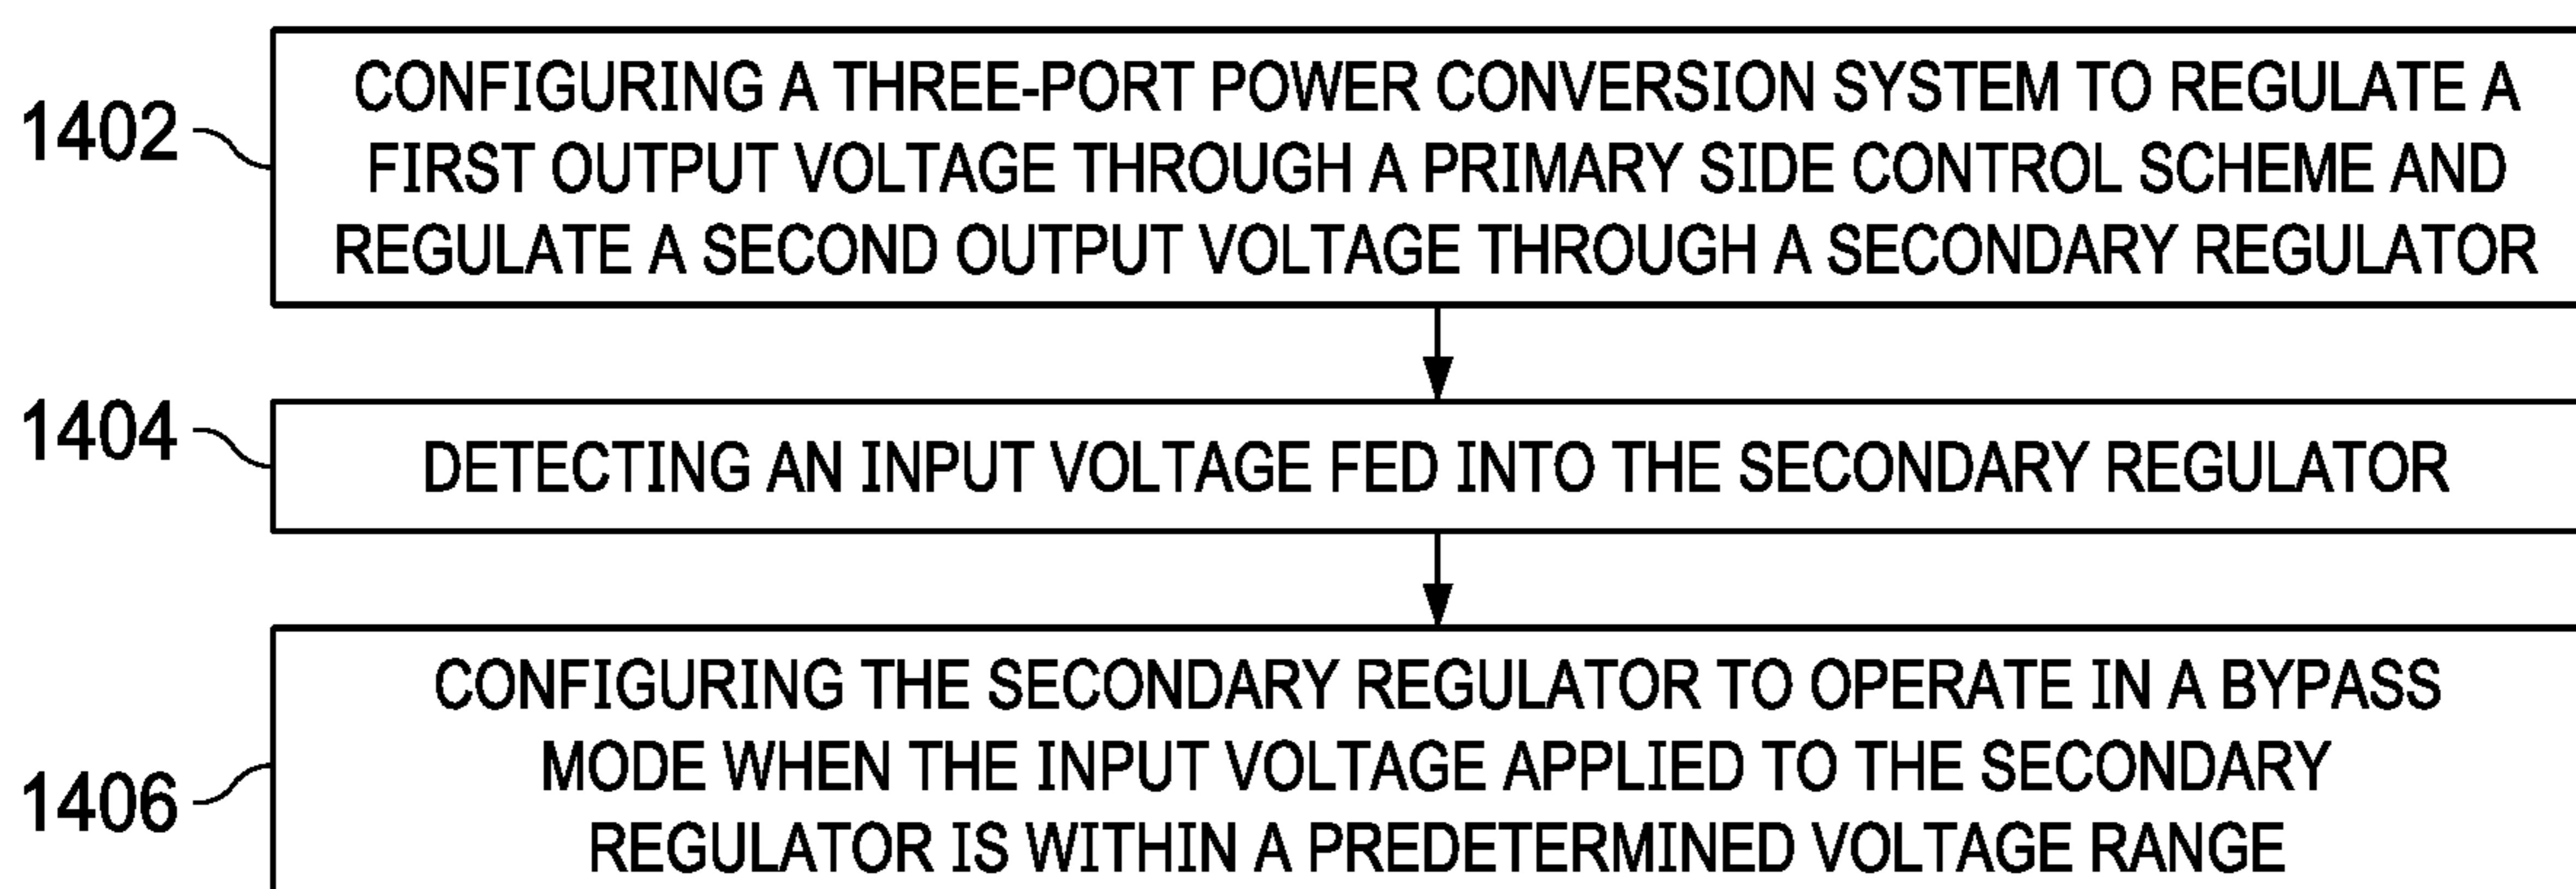 1402
CONFIGURING A THREE-PORT POWER CONVERSION SYSTEM TO REGULATE A
FIRST OUTPUT VOLTAGE THROUGH A PRIMARY SIDE CONTROL SCHEME AND
REGULATE A SECOND OUTPUT VOLTAGE THROUGH A SECONDARY REGULATOR
1404
DETECTING AN INPUT VOLTAGE FED INTO THE SECONDARY REGULATOR
1406
CONFIGURING THE SECONDARY REGULATOR TO OPERATE IN A BYPASS
MODE WHEN THE INPUT VOLTAGE APPLIED TO THE SECONDARY
REGULATOR IS WITHIN A PREDETERMINED VOLTAGE RANGE